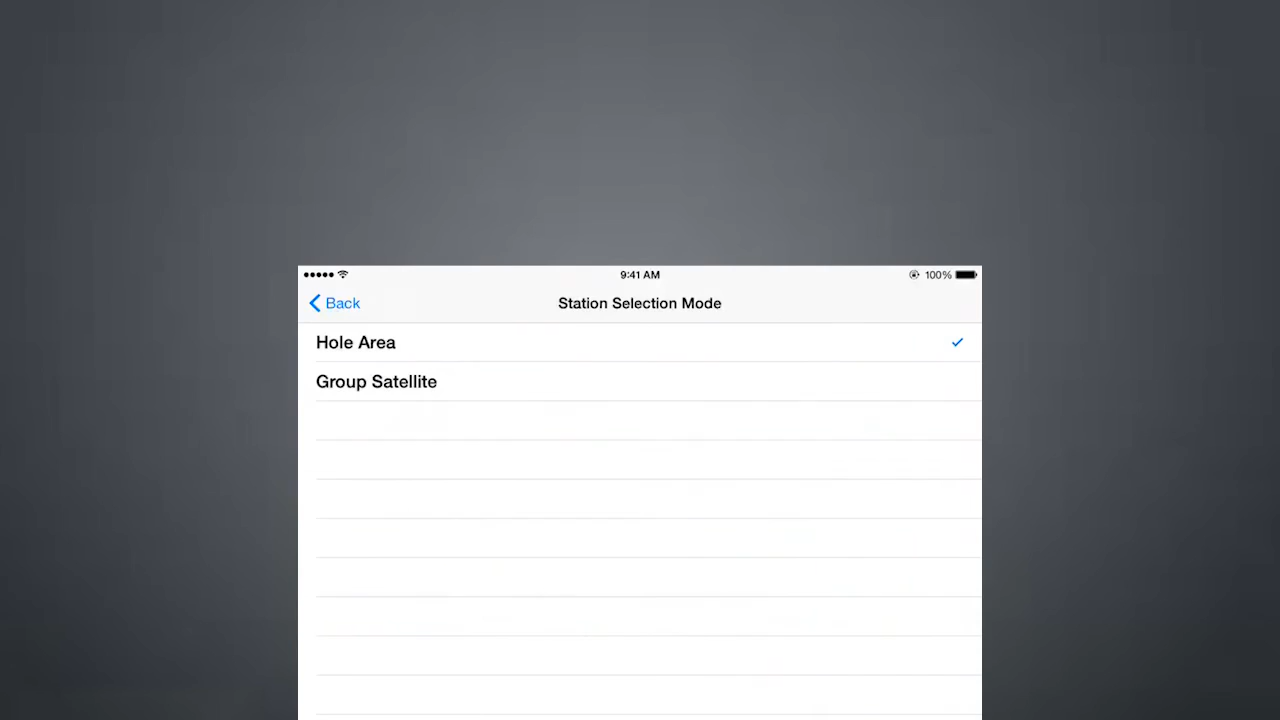 9:41 AM
100%
Back
Station Selection Mode
Hole Area
Group Satellite